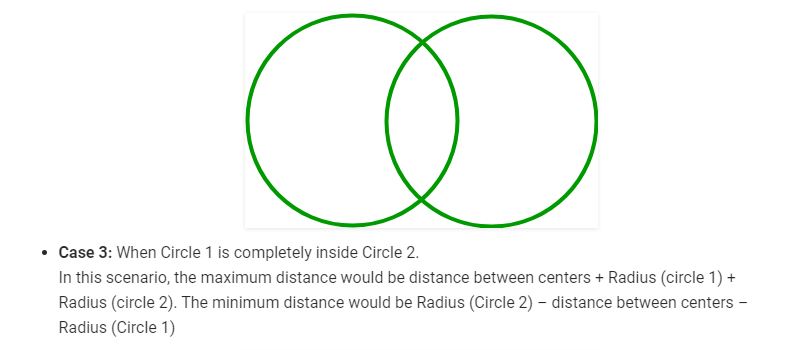 Case 3: When Circle 1 is completely inside Circle 2.
In this scenario, the maximum distance would be distance between centers + Radius (circle 1) +
Radius (circle 2). The minimum distance would be Radius (Circle 2) – distance between centers –
Radius (Circle 1)